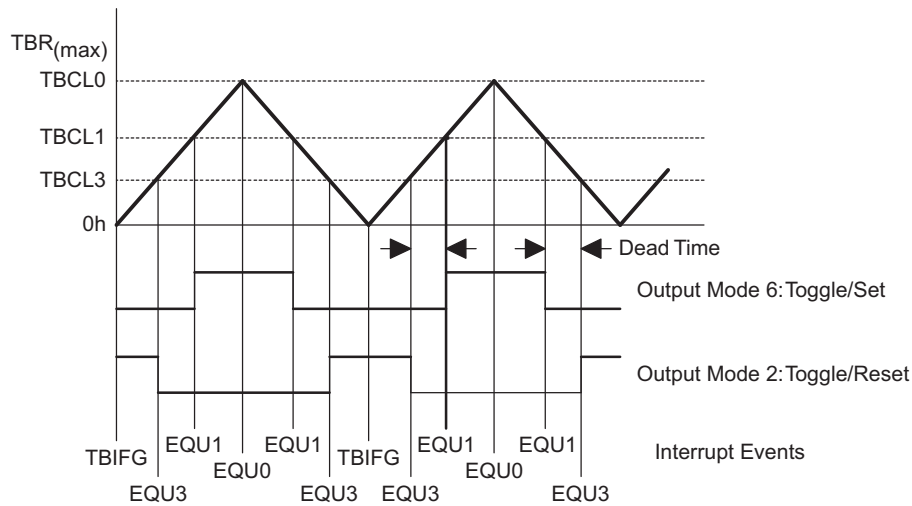 TBR(max)
TBCL0
TBCL1
TBCL3
0h
Dead Time
Output Mode 6:Toggle/Set
Output Mode 2:Toggle/Reset
TBIFG
EQU1
EQU1
TBIFG
EQU1
EQU1
Interrupt Events
EQU0
EQU0
EQU3
EQU3
EQU3
EQU3